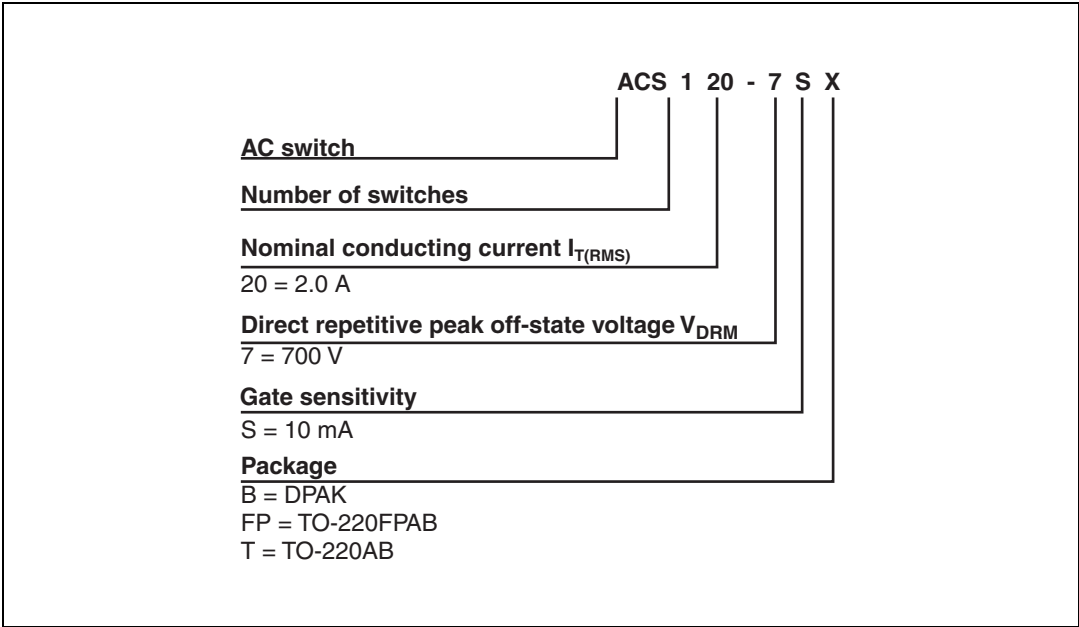 ACS 1 20 - 7 S X
AC switch
Number of switches
Nominal conducting current IT(RMS)
20 = 2.0 A
Direct repetitive peak off-state voltage VDRM
7 = 700 V
Gate sensitivity
S = 10 mA
Package
B = DPAK
FP = TO-220FPAB
T = TO-220AB